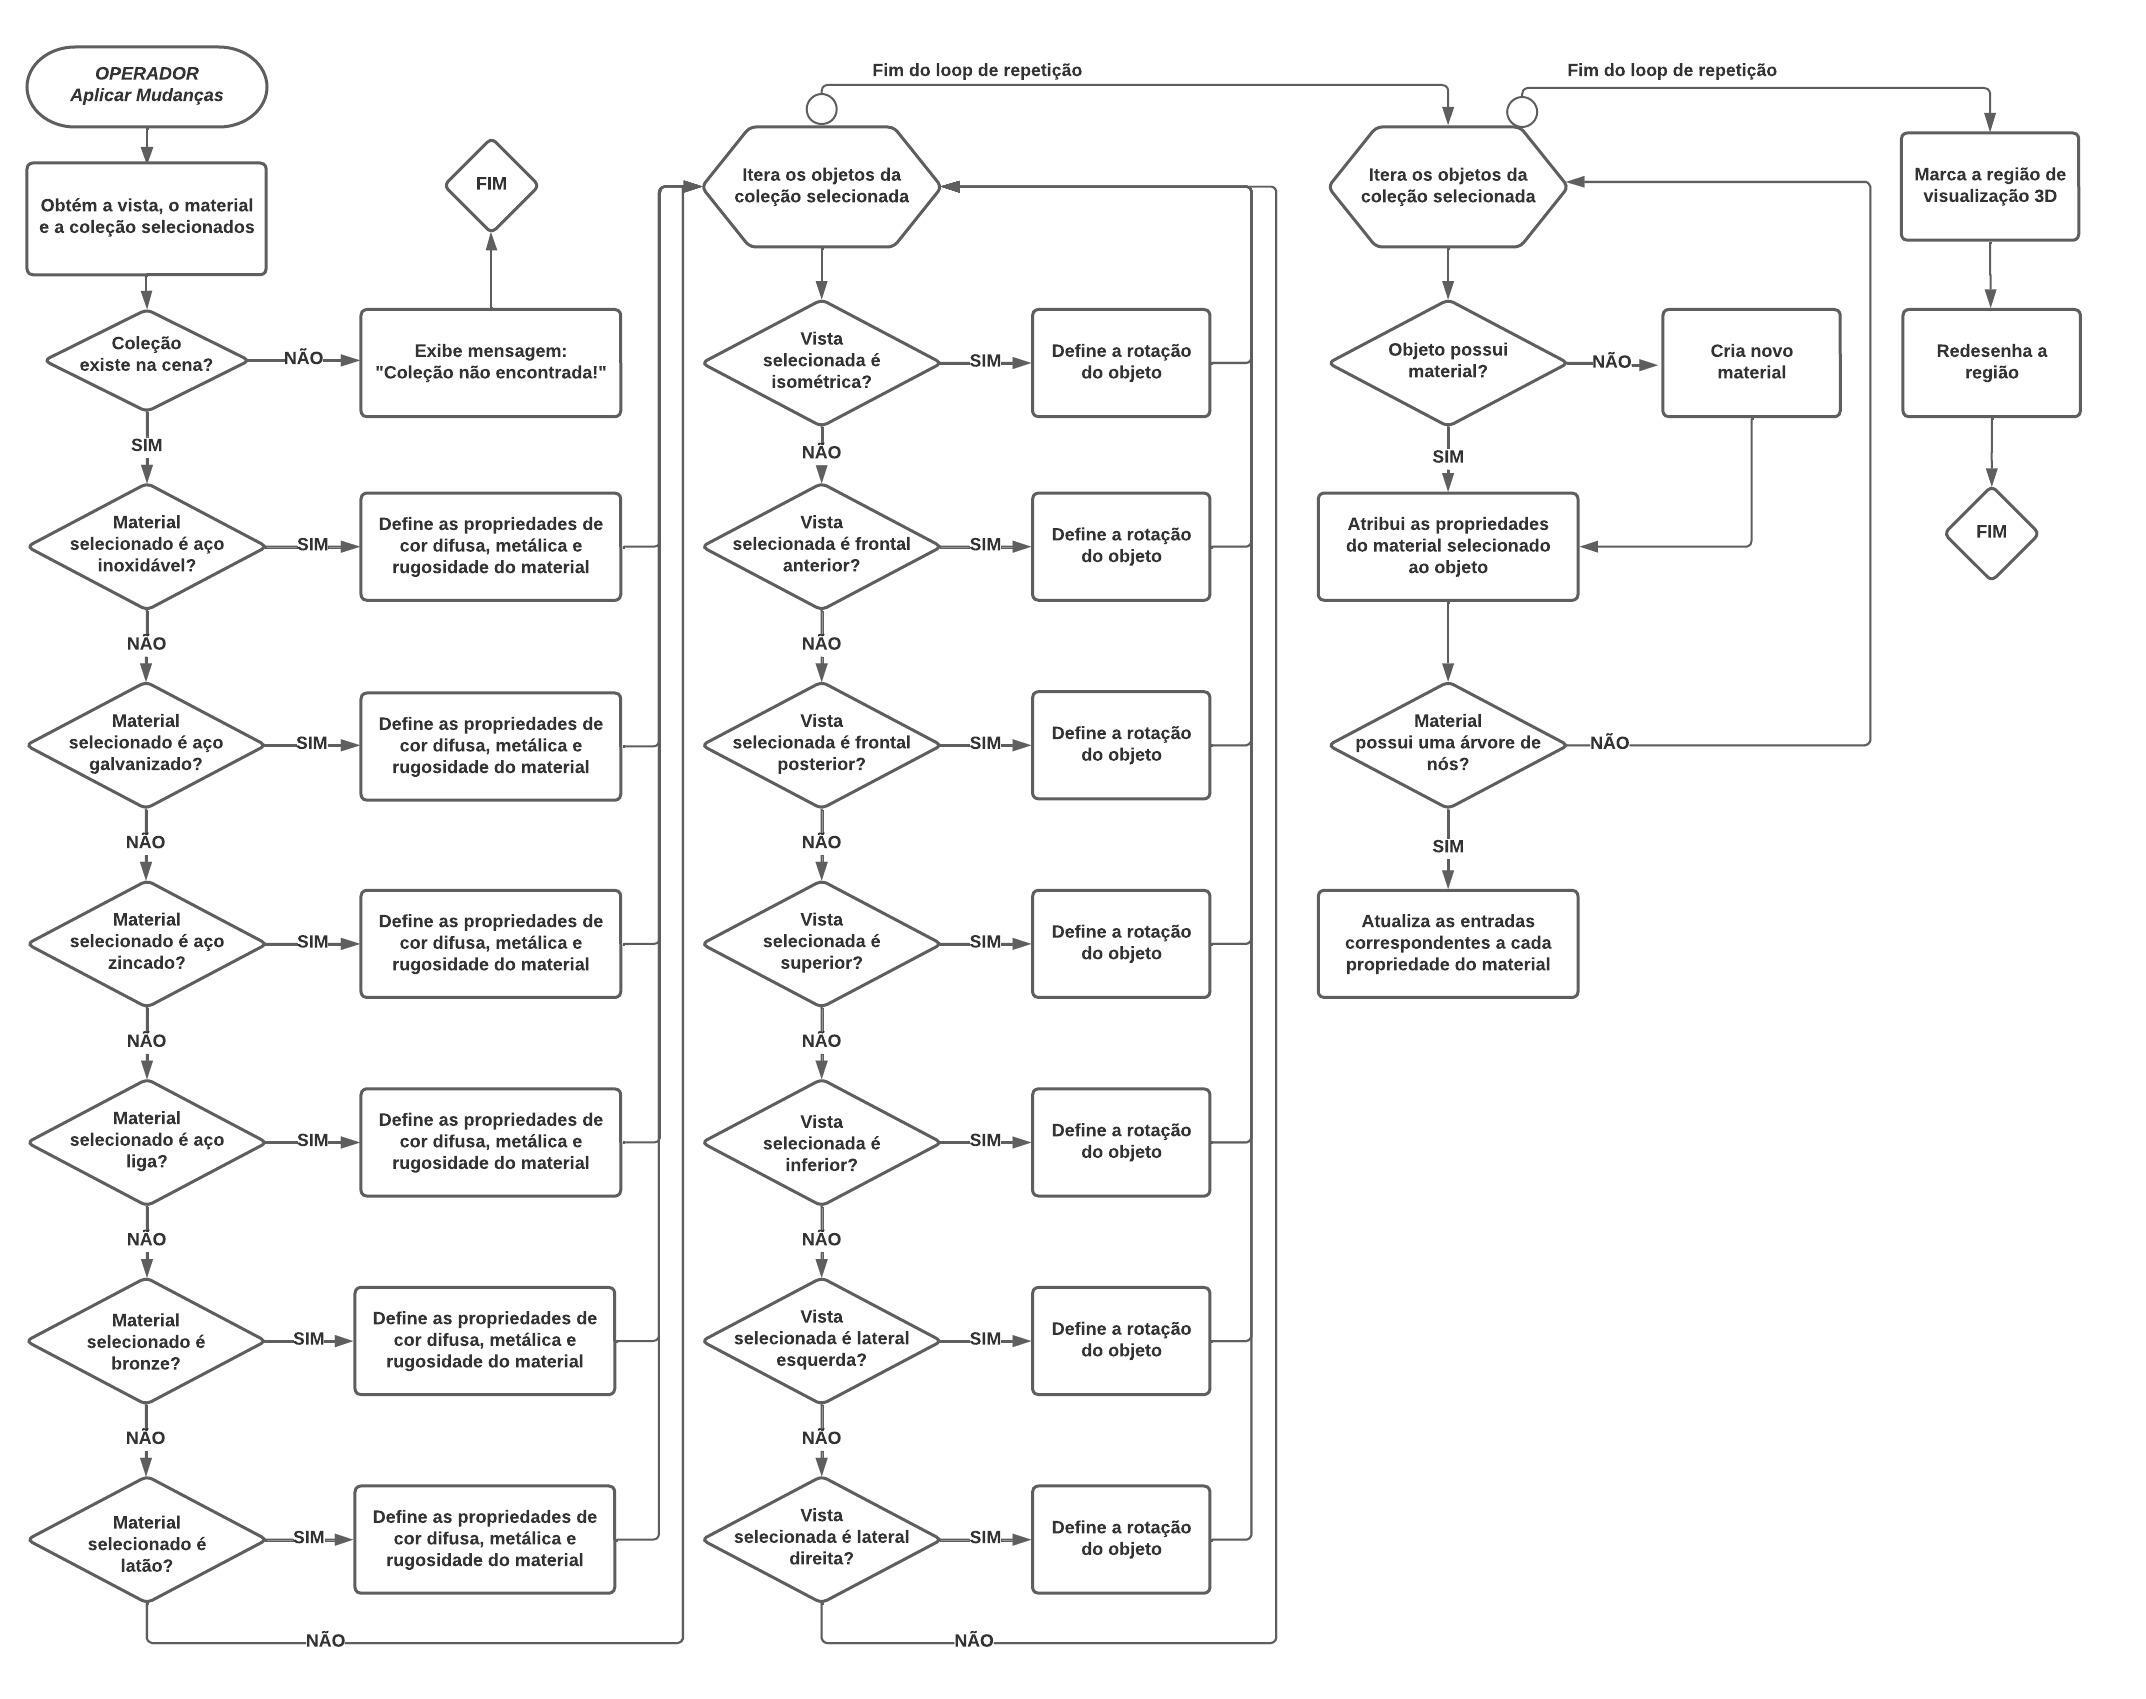 OPERADOR
Aplicar Mudanças
Obtém a vista, o material
e a coleção selecionados
Coleção
existe na cena?
NÃO
Exibe mensagem:
"Coleção não encontrada!"
FIM
SIM
Material
selecionado é aço
inoxidável?
SIM
Define as propriedades de
cor difusa, metálica e
rugosidade do material
NÃO
Material
selecionado é aço
galvanizado?
SIM
Define as propriedades de
cor difusa, metálica e
rugosidade do material
NÃO
Material
selecionado é aço
zincado?
SIM
Define as propriedades de
cor difusa, metálica e
rugosidade do material
NÃO
Material
selecionado é aço
liga?
SIM
Define as propriedades de
cor difusa, metálica e
rugosidade do material
NÃO
Material
selecionado é
bronze?
SIM
Define as propriedades de
cor difusa, metálica e
rugosidade do material
NÃO
Material
selecionado é
latão?
SIM
Define as propriedades de
cor difusa, metálica e
rugosidade do material
NÃO
Fim do loop de repetição
Itera os objetos da
coleção selecionada
Vista
selecionada é
isométrica?
SIM
Define a rotação
do objeto
NÃO
Vista
selecionada é frontal
anterior?
SIM
Define a rotação
do objeto
NÃO
Vista
selecionada é frontal
posterior?
SIM
Define a rotação
do objeto
NÃO
Vista
selecionada é
superior?
SIM
Define a rotação
do objeto
NÃO
Vista
selecionada é
inferior?
SIM
Define a rotação
do objeto
NÃO
Vista
selecionada é lateral
esquerda?
SIM
Define a rotação
do objeto
NÃO
Vista
selecionada é lateral
direita?
SIM
Define a rotação
do objeto
NÃO
Fim do loop de repetição
Itera os objetos da
coleção selecionada
Objeto possui
material?
NÃO
Cria novo
material
SIM
Atribui as propriedades
do material selecionado
ao objeto
Material
possui uma árvore de
nós?
NÃO
SIM
Atualiza as entradas
correspondentes a cada
propriedade do material
Marca a região de
visualização 3D
Redesenha a
região
FIM